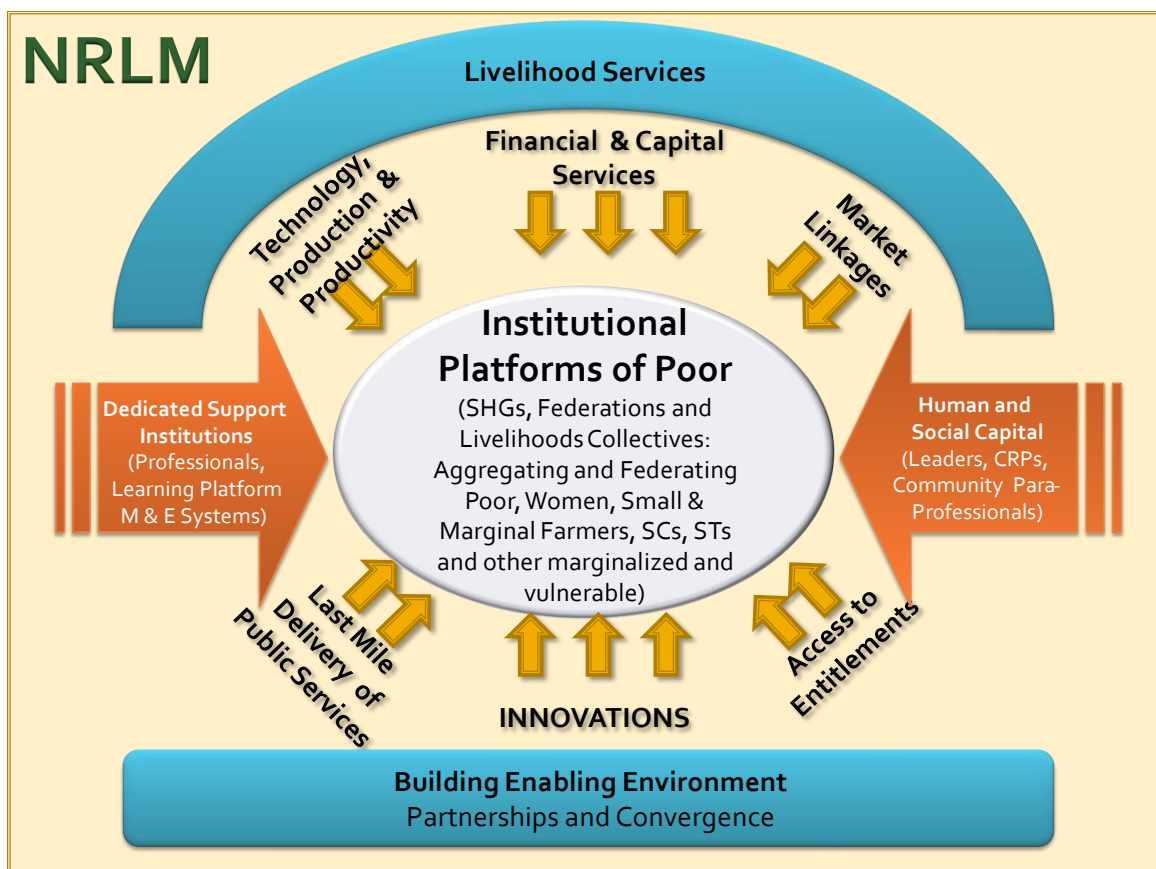 NRLM
Livelihood Services
Financial & Capital
Services
Technology,
Production &
Productivity
Market
Linkages
Institutional
Platforms of Poor
(SHGs, Federations and
Livelihoods Collectives:
Aggregating and Federating
Poor, Women, Small &
Marginal Farmers, SCs, STs
and other marginalized and
vulnerable)
Dedicated Support
Institutions
(Professionals,
Learning Platform
M & E Systems)
Human and
Social Capital
(Leaders, CRPs,
Community Para-
Professionals)
Last Mile
Delivery of
Public Services
INNOVATIONS
Access to
Entitlements
Building Enabling Environment
Partnerships and Convergence